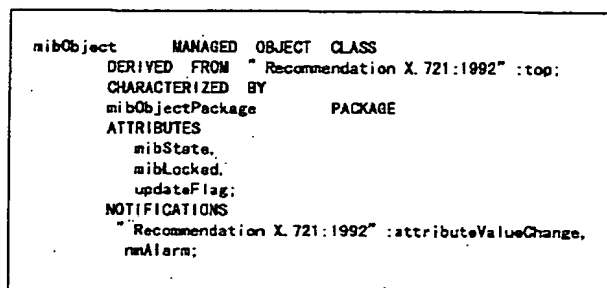 mibObject MANAGED OBJECT CLASS
DERIVED FROM "Recommendation X.721:1992" :top;
CHARACTERIZED BY
mibObjectPackage PACKAGE
ATTRIBUTES
mibState,
mibLocked,
updateFlag;
NOTIFICATIONS
"Recommendation X.721:1992" :attributeValueChange,
nmAlarm;